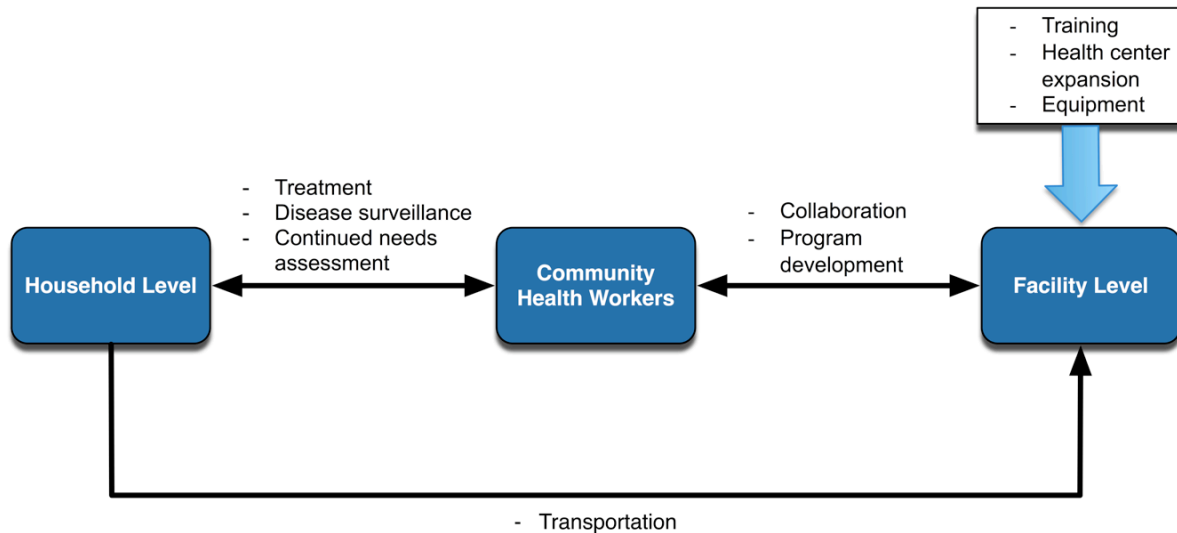 - Training
- Health center
expansion
- Equipment
- Treatment
- Disease surveillance
- Continued needs
assessment
- Collaboration
- Program
development
Household Level
Community
Health Workers
Facility Level
- Transportation